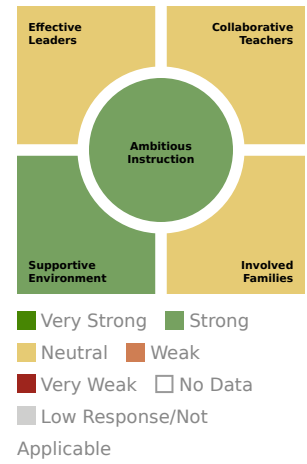 Effective
Leaders
Collaborative
Teachers
Ambitious
Instruction
Supportive
Environment
Involved
Families
Very Strong Strong
Neutral Weak
Very Weak No Data
Low Response/Not
Applicable